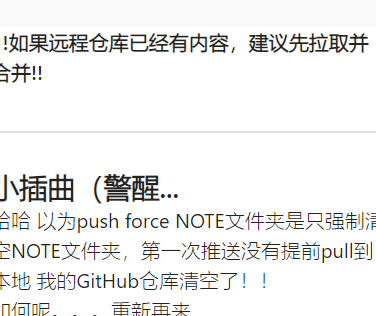 !如果远程仓库已经有内容，建议先拉取并
合并!!
小插曲（警醒...
哈哈 以为push force NOTE文件夹是只强制清
空NOTE文件夹，第一次推送没有提前pull到
本地 我的GitHub仓库清空了！！
如何呢。。。重新再来